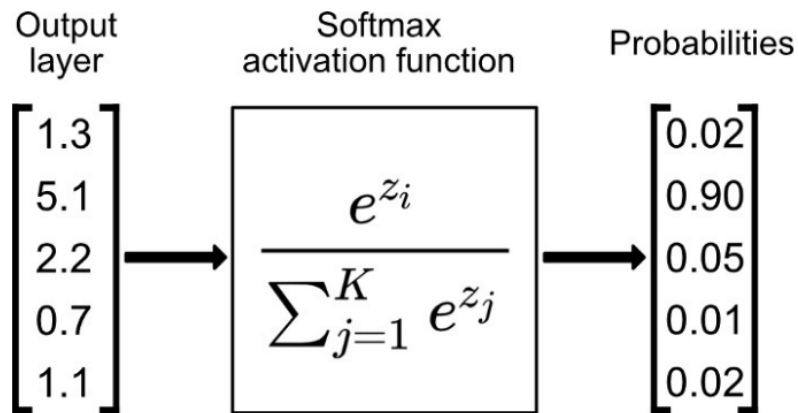 Output
layer
Softmax
activation function
Probabilities
1.3
5.1
2.2
0.7
1.1
e^{z_i}
∑_{j=1}^{K} e^{z_j}
0.02
0.90
0.05
0.01
0.02